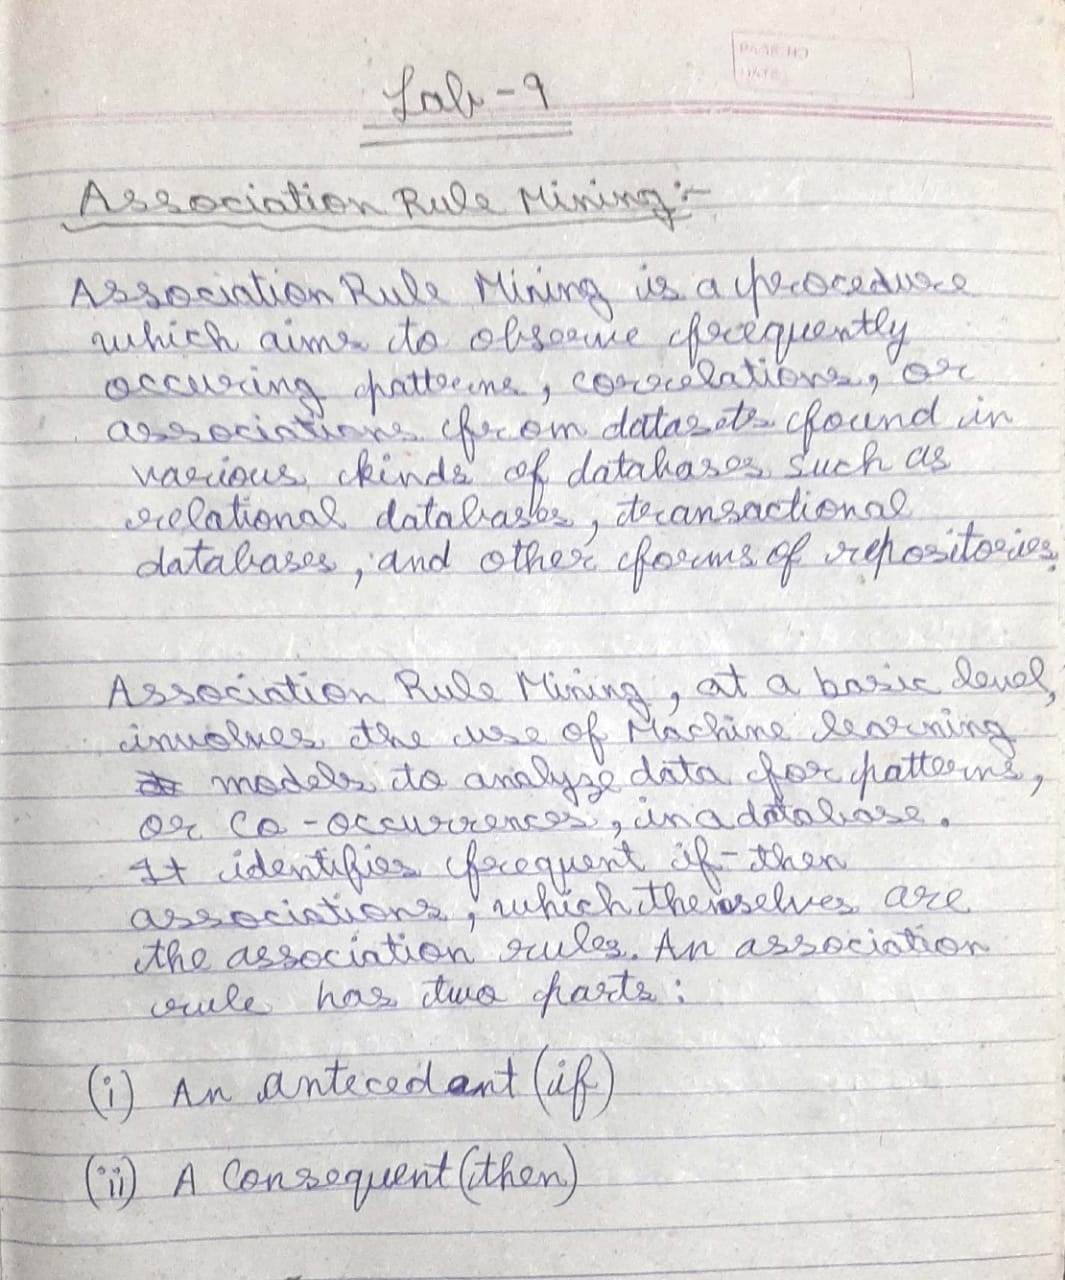 PAGE NO
DATE
Lab - 9
Association Rule Mining :-
Association Rule Mining is a procedure
which aims to observe frequently
occuring patterns, correlations, or
associations from datasets found in
various kinds of databases such as
relational databases, transactional
databases, and other forms of repositories.
Association Rule Mining, at a basic level,
involves the use of Machine learning
models to analyze data for patterns,
or Co-occurrences, in a database.
It identifies frequent if-then
associations, which themselves are
the association rules. An association
rule has two parts:
(i) An antecedant (if)
(ii) A Consequent (then)